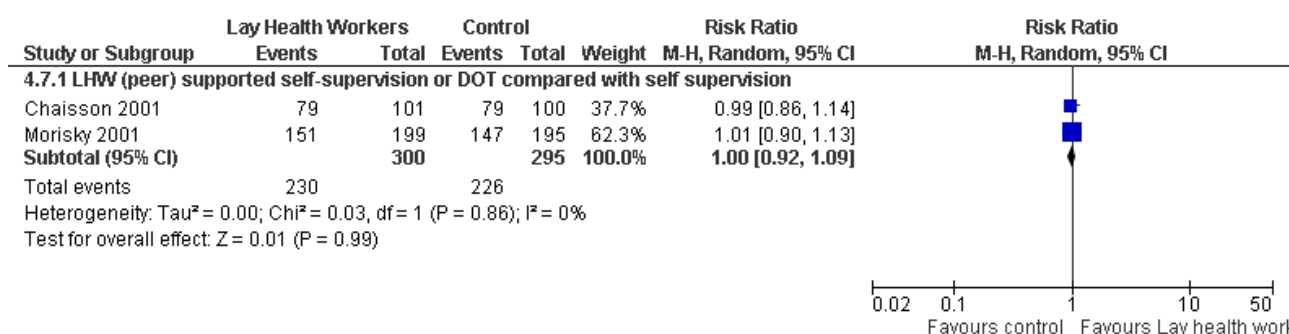 Lay Health Workers Control Risk Ratio Risk Ratio
Study or Subgroup Events Total Events Total Weight M-H, Random, 95% CI M-H, Random, 95% CI
4.7.1 LHW (peer) supported self-supervision or DOT compared with self supervision
Chaisson 2001 79 101 79 100 37.7% 0.99 [0.86, 1.14]
Morisky 2001 151 199 147 195 62.3% 1.01 [0.90, 1.13]
Subtotal (95% CI) 300 295 100.0% 1.00 [0.92, 1.09]
Total events 230 226
Heterogeneity: Tau² = 0.00; Chi² = 0.03, df = 1 (P = 0.86); I² = 0%
Test for overall effect: Z = 0.01 (P = 0.99)
0.02 0.1 1 10 50
Favours control Favours Lay health work